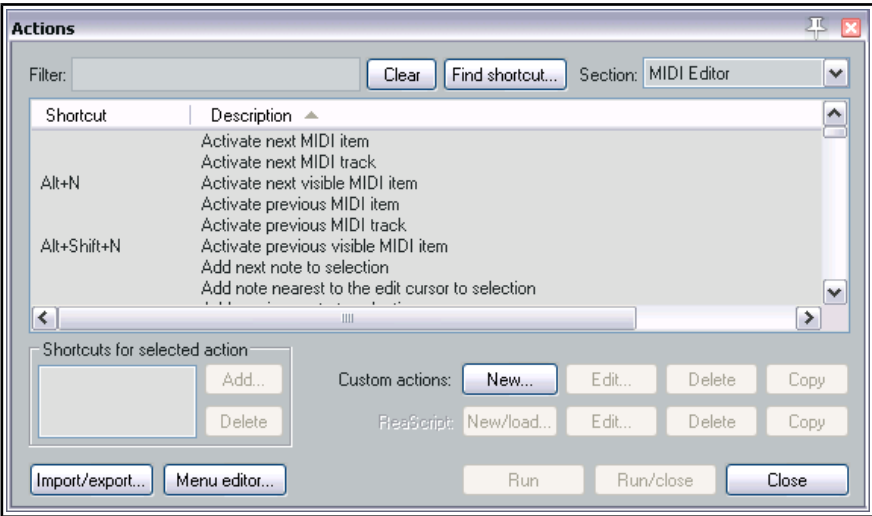 Actions
Filter: Clear Find shortcut... Section: MIDI Editor
Shortcut Description
Activate next MIDI item
Activate next MIDI track
Alt+N Activate next visible MIDI item
Activate previous MIDI item
Activate previous MIDI track
Alt+Shift+N Activate previous visible MIDI item
Add next note to selection
Add note nearest to the edit cursor to selection
Shortcuts for selected action
Add... Custom actions: New... Edit... Delete Copy
Delete ReaScript: New/load... Edit... Delete Copy
Import/export... Menu editor... Run Run/close Close